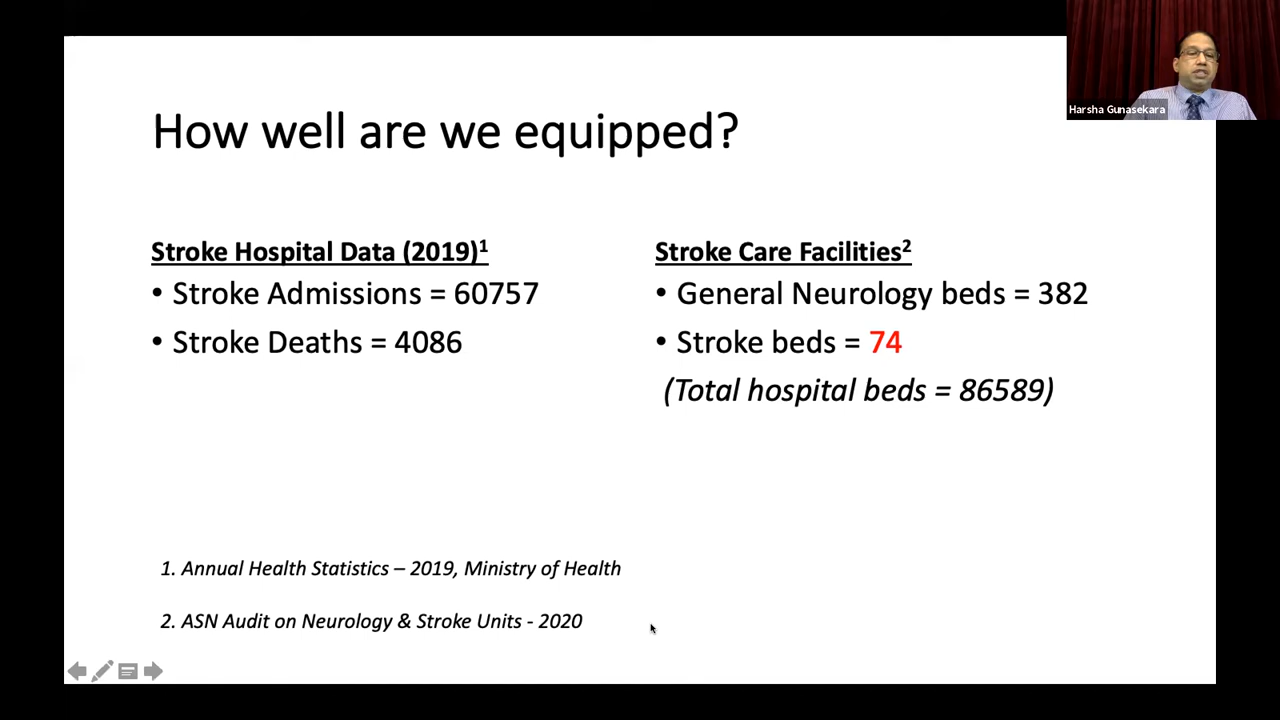 Harsha Gunasekara
How well are we equipped?
Stroke Hospital Data (2019)¹
• Stroke Admissions = 60757
• Stroke Deaths = 4086
Stroke Care Facilities²
• General Neurology beds = 382
• Stroke beds = 74
(Total hospital beds = 86589)
1. Annual Health Statistics – 2019, Ministry of Health
2. ASN Audit on Neurology & Stroke Units - 2020